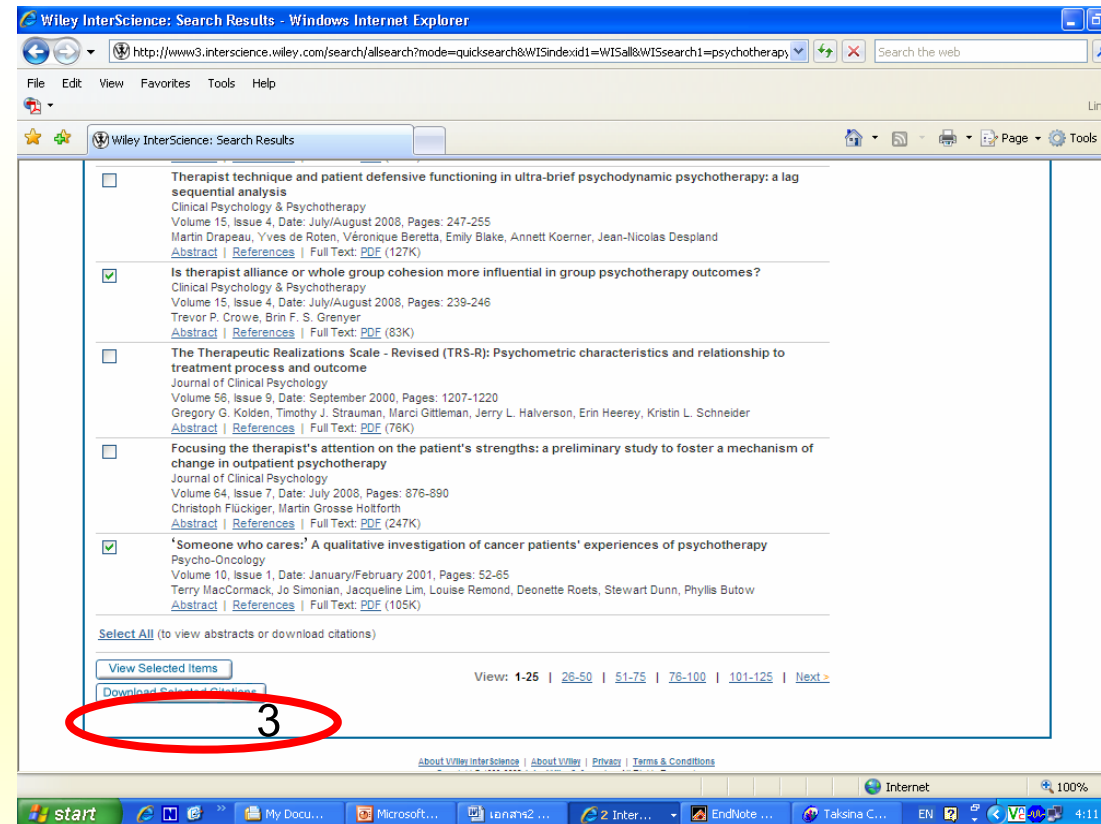 Wiley InterScience: Search Results - Windows Internet Explorer
http://www3.interscience.wiley.com/search/allsearch?mode=quicksearch&WISindexid1=WISall&WISsearch1=psychotherapy
Search the web
File Edit View Favorites Tools Help
Wiley InterScience: Search Results
Page Tools
Therapist technique and patient defensive functioning in ultra-brief psychodynamic psychotherapy: a lag
sequential analysis
Clinical Psychology & Psychotherapy
Volume 15, Issue 4, Date: July/August 2008, Pages: 247-255
Martin Drapeau, Yves de Roten, Véronique Beretta, Emily Blake, Annett Koerner, Jean-Nicolas Despland
Abstract | References | Full Text: PDF (127K)
Is therapist alliance or whole group cohesion more influential in group psychotherapy outcomes?
Clinical Psychology & Psychotherapy
Volume 15, Issue 4, Date: July/August 2008, Pages: 239-246
Trevor P. Crowe, Brin F. S. Grenyer
Abstract | References | Full Text: PDF (83K)
The Therapeutic Realizations Scale - Revised (TRS-R): Psychometric characteristics and relationship to
treatment process and outcome
Journal of Clinical Psychology
Volume 56, Issue 9, Date: September 2000, Pages: 1207-1220
Gregory G. Kolden, Timothy J. Strauman, Marci Gittleman, Jerry L. Halverson, Erin Heerey, Kristin L. Schneider
Abstract | References | Full Text: PDF (76K)
Focusing the therapist's attention on the patient's strengths: a preliminary study to foster a mechanism of
change in outpatient psychotherapy
Journal of Clinical Psychology
Volume 64, Issue 7, Date: July 2008, Pages: 876-890
Christoph Flückiger, Martin Grosse Holtforth
Abstract | References | Full Text: PDF (247K)
‘Someone who cares:’ A qualitative investigation of cancer patients' experiences of psychotherapy
Psycho-Oncology
Volume 10, Issue 1, Date: January/February 2001, Pages: 52-65
Terry MacCormack, Jo Simonian, Jacqueline Lim, Louise Remond, Deonette Roets, Stewart Dunn, Phyllis Butow
Abstract | References | Full Text: PDF (105K)
Select All (to view abstracts or download citations)
View Selected Items
View: 1-25 | 26-50 | 51-75 | 76-100 | 101-125 | Next >
Download Selected Citations
3
About Wiley InterScience | About Wiley | Privacy | Terms & Conditions
Internet 100%
start My Docu... Microsoft... เอกสาร2 ... 2 Inter... EndNote ... Taksina C... EN 4:11